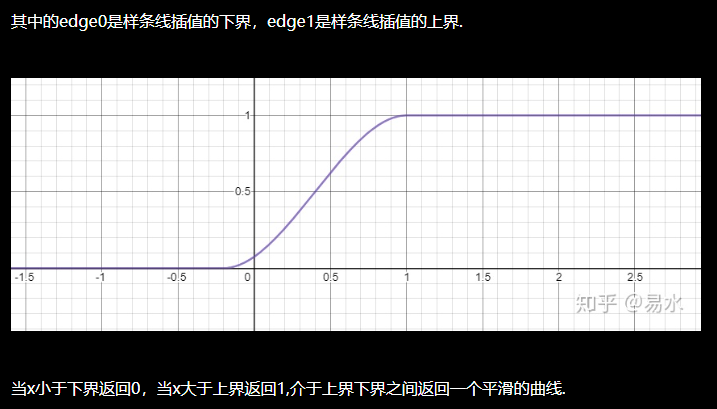 其中的edge0是样条线插值的下界，edge1是样条线插值的上界.
1
0.5
-1.5 -1 -0.5 0 0.5 1 1.5 2 2.5
知乎 @易水
当x小于下界返回0，当x大于上界返回1,介于上界下界之间返回一个平滑的曲线.